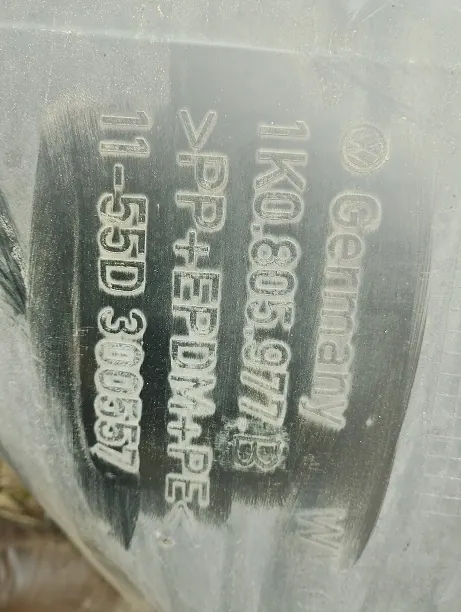 Germany W
1K0.805.977.B
>PP+EPDM+PE<
11-55D 300557